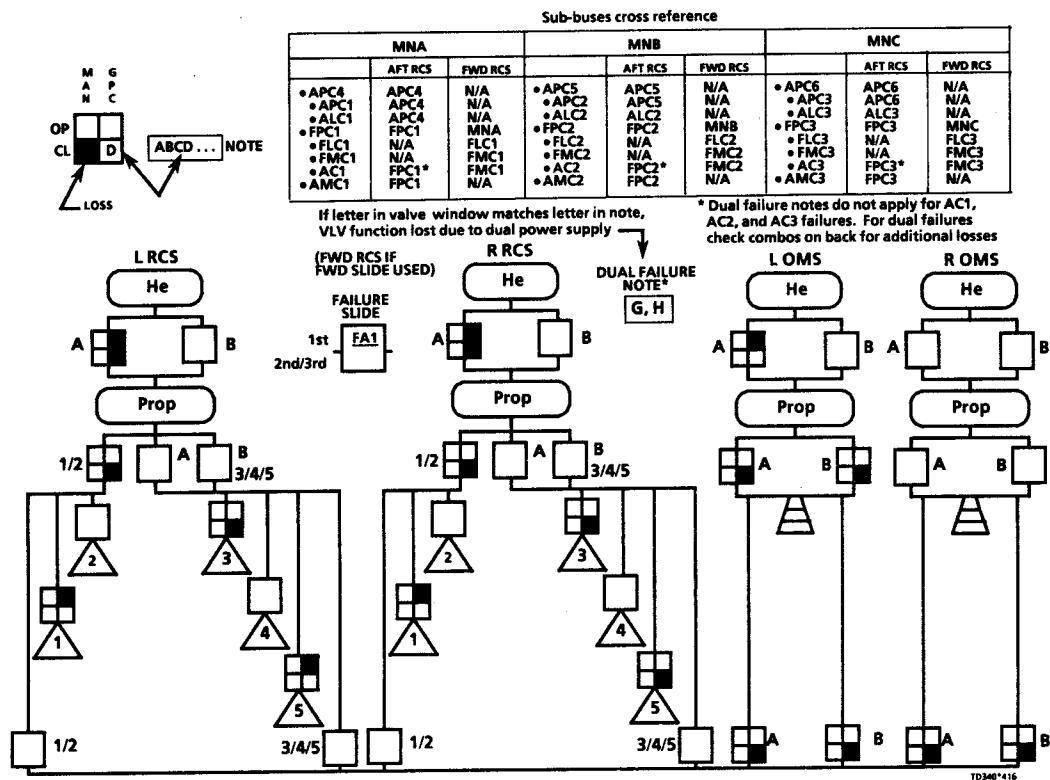 Sub-buses cross reference
MNA MNB MNC
AFT RCS FWD RCS AFT RCS FWD RCS AFT RCS FWD RCS
• APC4 APC4 N/A • APC5 APC5 N/A • APC6 APC6 N/A
• APC1 APC4 N/A • APC2 APC5 N/A • APC3 APC6 N/A
• ALC1 APC4 N/A • ALC2 ALC2 N/A • ALC3 ALC3 N/A
• FPC1 FPC1 MNA • FPC2 FPC2 MNB • FPC3 FPC3 MNC
• FLC1 N/A FLC1 • FLC2 N/A FLC2 • FLC3 N/A FLC3
• FMC1 N/A FMC1 • FMC2 N/A FMC2 • FMC3 N/A FMC3
• AC1 FPC1* FMC1 • AC2 FPC2* FMC2 • AC3 FPC3* FMC3
• AMC1 FPC1 N/A • AMC2 FPC2 N/A • AMC3 FPC3 N/A
MAN GPC
OP
CL D
ABCD ... NOTE
LOSS
If letter in valve window matches letter in note,
VLV function lost due to dual power supply
* Dual failure notes do not apply for AC1,
AC2, and AC3 failures. For dual failures
check combos on back for additional losses
L RCS
(FWD RCS IF
FWD SLIDE USED)
R RCS
DUAL FAILURE
NOTE*
G, H
L OMS R OMS
He He He He
FAILURE
SLIDE
1st FA1
2nd/3rd
A B A B A B A B
Prop Prop Prop Prop
1/2 A B 3/4/5 1/2 A B 3/4/5 A B A B
2 3 2 3
1 4 1 4
5 5
1/2 3/4/5 1/2 3/4/5 A B A B
TD340*416